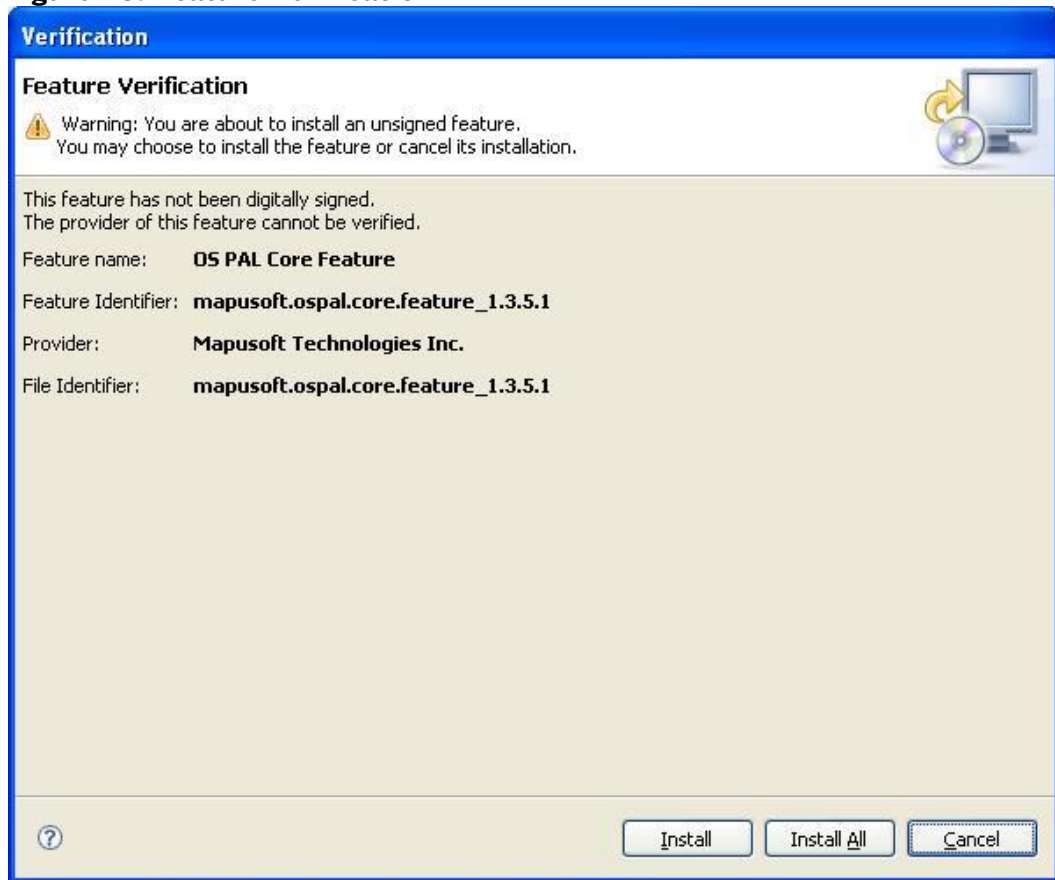 Verification
Feature Verification
Warning: You are about to install an unsigned feature.
You may choose to install the feature or cancel its installation.
This feature has not been digitally signed.
The provider of this feature cannot be verified.
Feature name: OS PAL Core Feature
Feature Identifier: mapusoft.ospal.core.feature_1.3.5.1
Provider: Mapusoft Technologies Inc.
File Identifier: mapusoft.ospal.core.feature_1.3.5.1
?
Install Install All Cancel